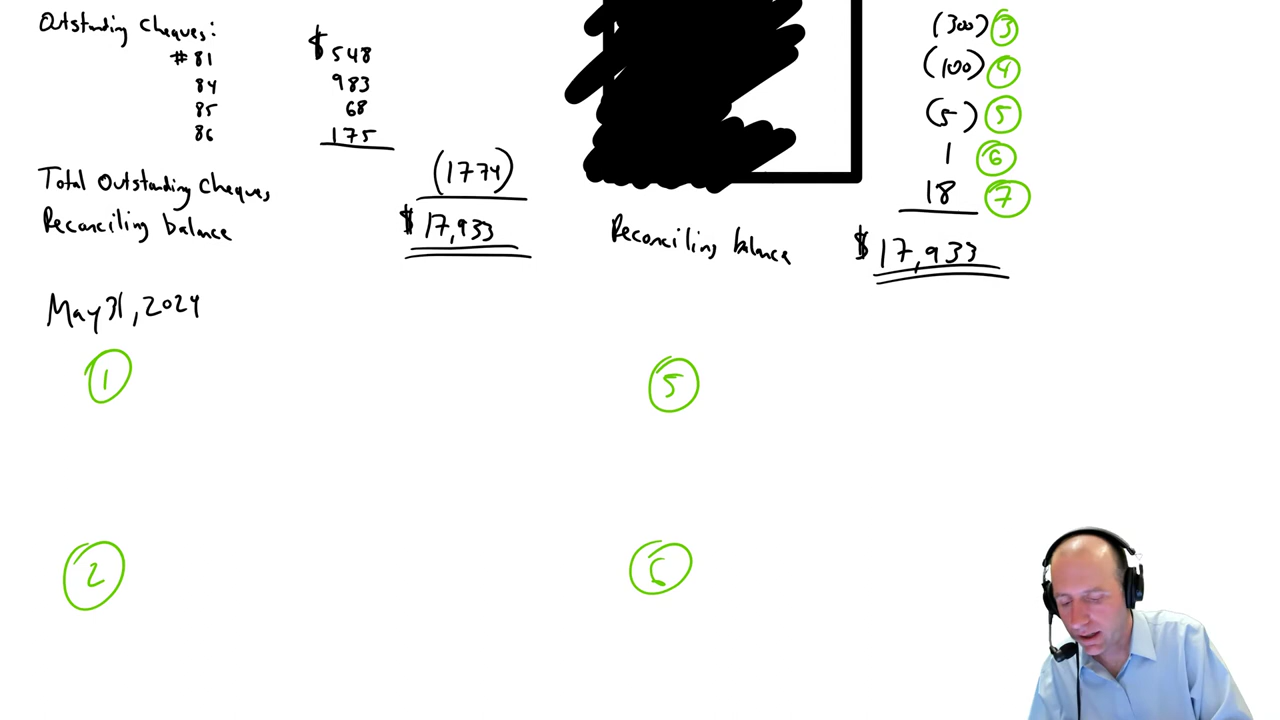 Outstanding Cheques:
#81 $548
84 983
85 68
86 175
Total Outstanding Cheques (1774)
Reconciling balance $17,933
(300) 3
(100) 4
(5) 5
1 6
18 7
Reconciling balance $17,933
May 31, 2024
1
2
5
6